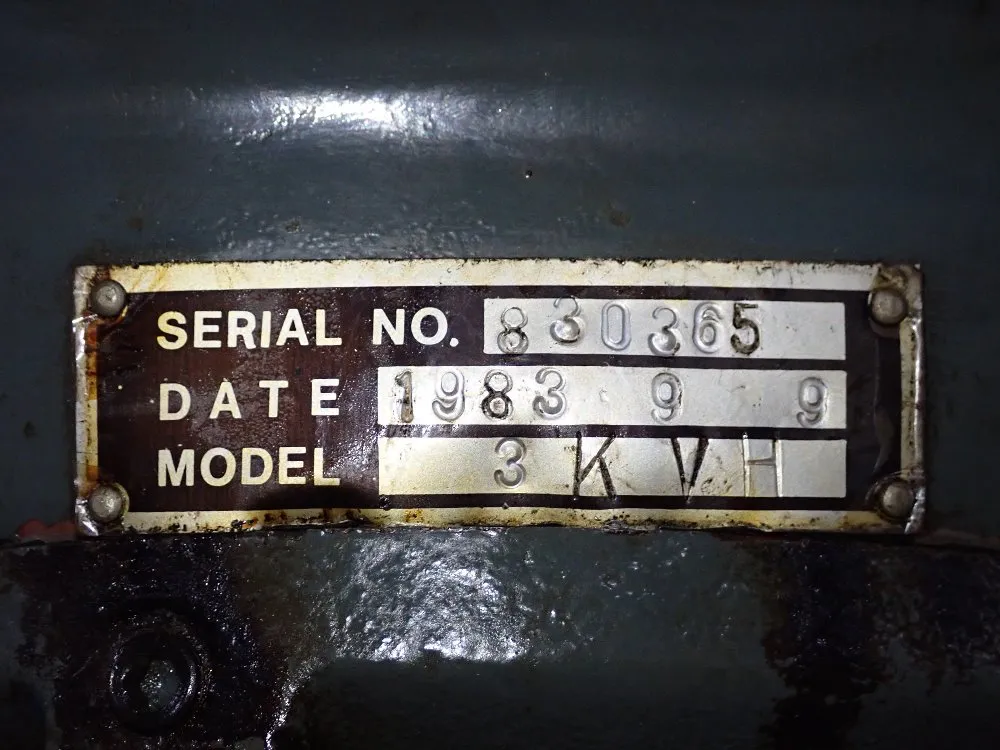 SERIAL NO. 830365
DATE 1983 9 9
MODEL 3 KVH